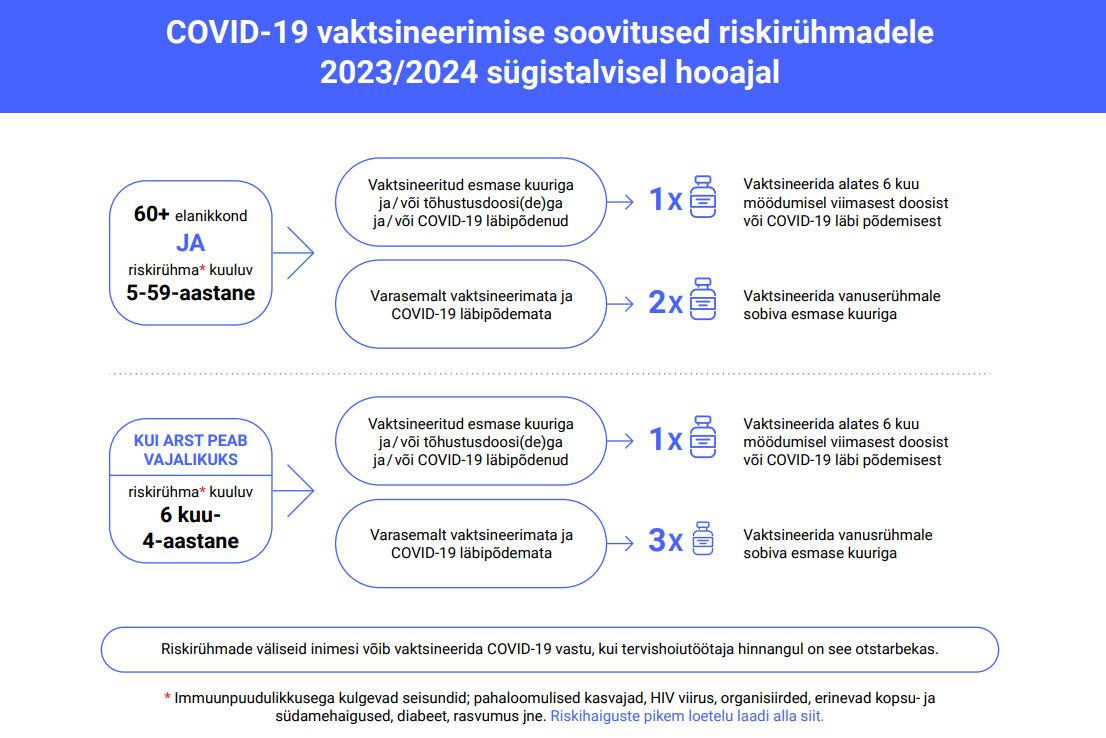 COVID-19 vaktsineerimise soovitused riskirühmadele
2023/2024 sügistalvisel hooajal
60+ elanikkond
JA
riskirühma* kuuluv
5-59-aastane
Vaktsineeritud esmase kuuriga
ja/või tõhustusdoosi(de)ga
ja/või COVID-19 läbipõdenud
1x
Vaktsineerida alates 6 kuu
möödumisel viimasest doosist
või COVID-19 läbi põdemisest
Varasemalt vaktsineerimata ja
COVID-19 läbipõdemata
2x
Vaktsineerida vanuserühmale
sobiva esmase kuuriga
KUI ARST PEAB
VAJALIKUKS
riskirühma* kuuluv
6 kuu-
4-aastane
Vaktsineeritud esmase kuuriga
ja/või tõhustusdoosi(de)ga
ja/või COVID-19 läbipõdenud
1x
Vaktsineerida alates 6 kuu
möödumisel viimasest doosist
või COVID-19 läbi põdemisest
Varasemalt vaktsineerimata ja
COVID-19 läbipõdemata
3x
Vaktsineerida vanusrühmale
sobiva esmase kuuriga
Riskirühmade väliseid inimesi võib vaktsineerida COVID-19 vastu, kui tervishoiutöötaja hinnangul on see otstarbekas.
* Immuunpuudulikkusega kulgevad seisundid; pahaloomulised kasvajad, HIV viirus, organisiirded, erinevad kopsu- ja
südamehaigused, diabeet, rasvumus jne. Riskihaiguste pikem loetelu laadi alla siit.